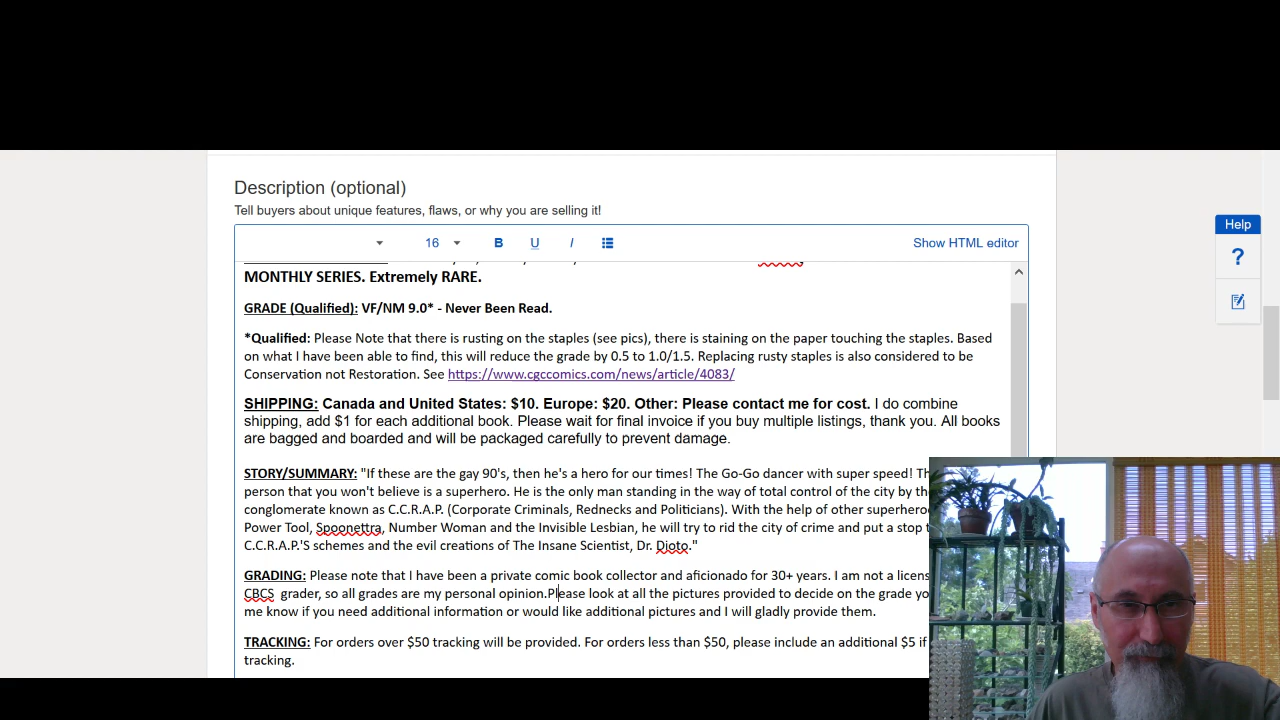 Description (optional)
Tell buyers about unique features, flaws, or why you are selling it!
16 B U I Show HTML editor
Help
?
MONTHLY SERIES. Extremely RARE.
GRADE (Qualified): VF/NM 9.0* - Never Been Read.
*Qualified: Please Note that there is rusting on the staples (see pics), there is staining on the paper touching the staples. Based
on what I have been able to find, this will reduce the grade by 0.5 to 1.0/1.5. Replacing rusty staples is also considered to be
Conservation not Restoration. See https://www.cgccomics.com/news/article/4083/
SHIPPING: Canada and United States: $10. Europe: $20. Other: Please contact me for cost. I do combine
shipping, add $1 for each additional book. Please wait for final invoice if you buy multiple listings, thank you. All books
are bagged and boarded and will be packaged carefully to prevent damage.
STORY/SUMMARY: "If these are the gay 90's, then he's a hero for our times! The Go-Go dancer with super speed!
person that you won't believe is a superhero. He is the only man standing in the way of total control of the city by
conglomerate known as C.C.R.A.P. (Corporate Criminals, Rednecks and Politicians). With the help of other
Power Tool, Spoonettra, Number Woman and the Invisible Lesbian, he will try to rid the city of crime and put a stop
C.C.R.A.P.'S schemes and the evil creations of The Insane Scientist, Dr. Dioto."
GRADING: Please note that I have been a private comic book collector and aficionado for 30+ years. I am not a
CBCS grader, so all grades are my personal opinion.Please look at all the pictures provided to decide on the grade
me know if you need additional information or would like additional pictures and I will gladly provide them.
TRACKING: For orders over $50 tracking will be provided. For orders less than $50, please include an additional $5 if
tracking.